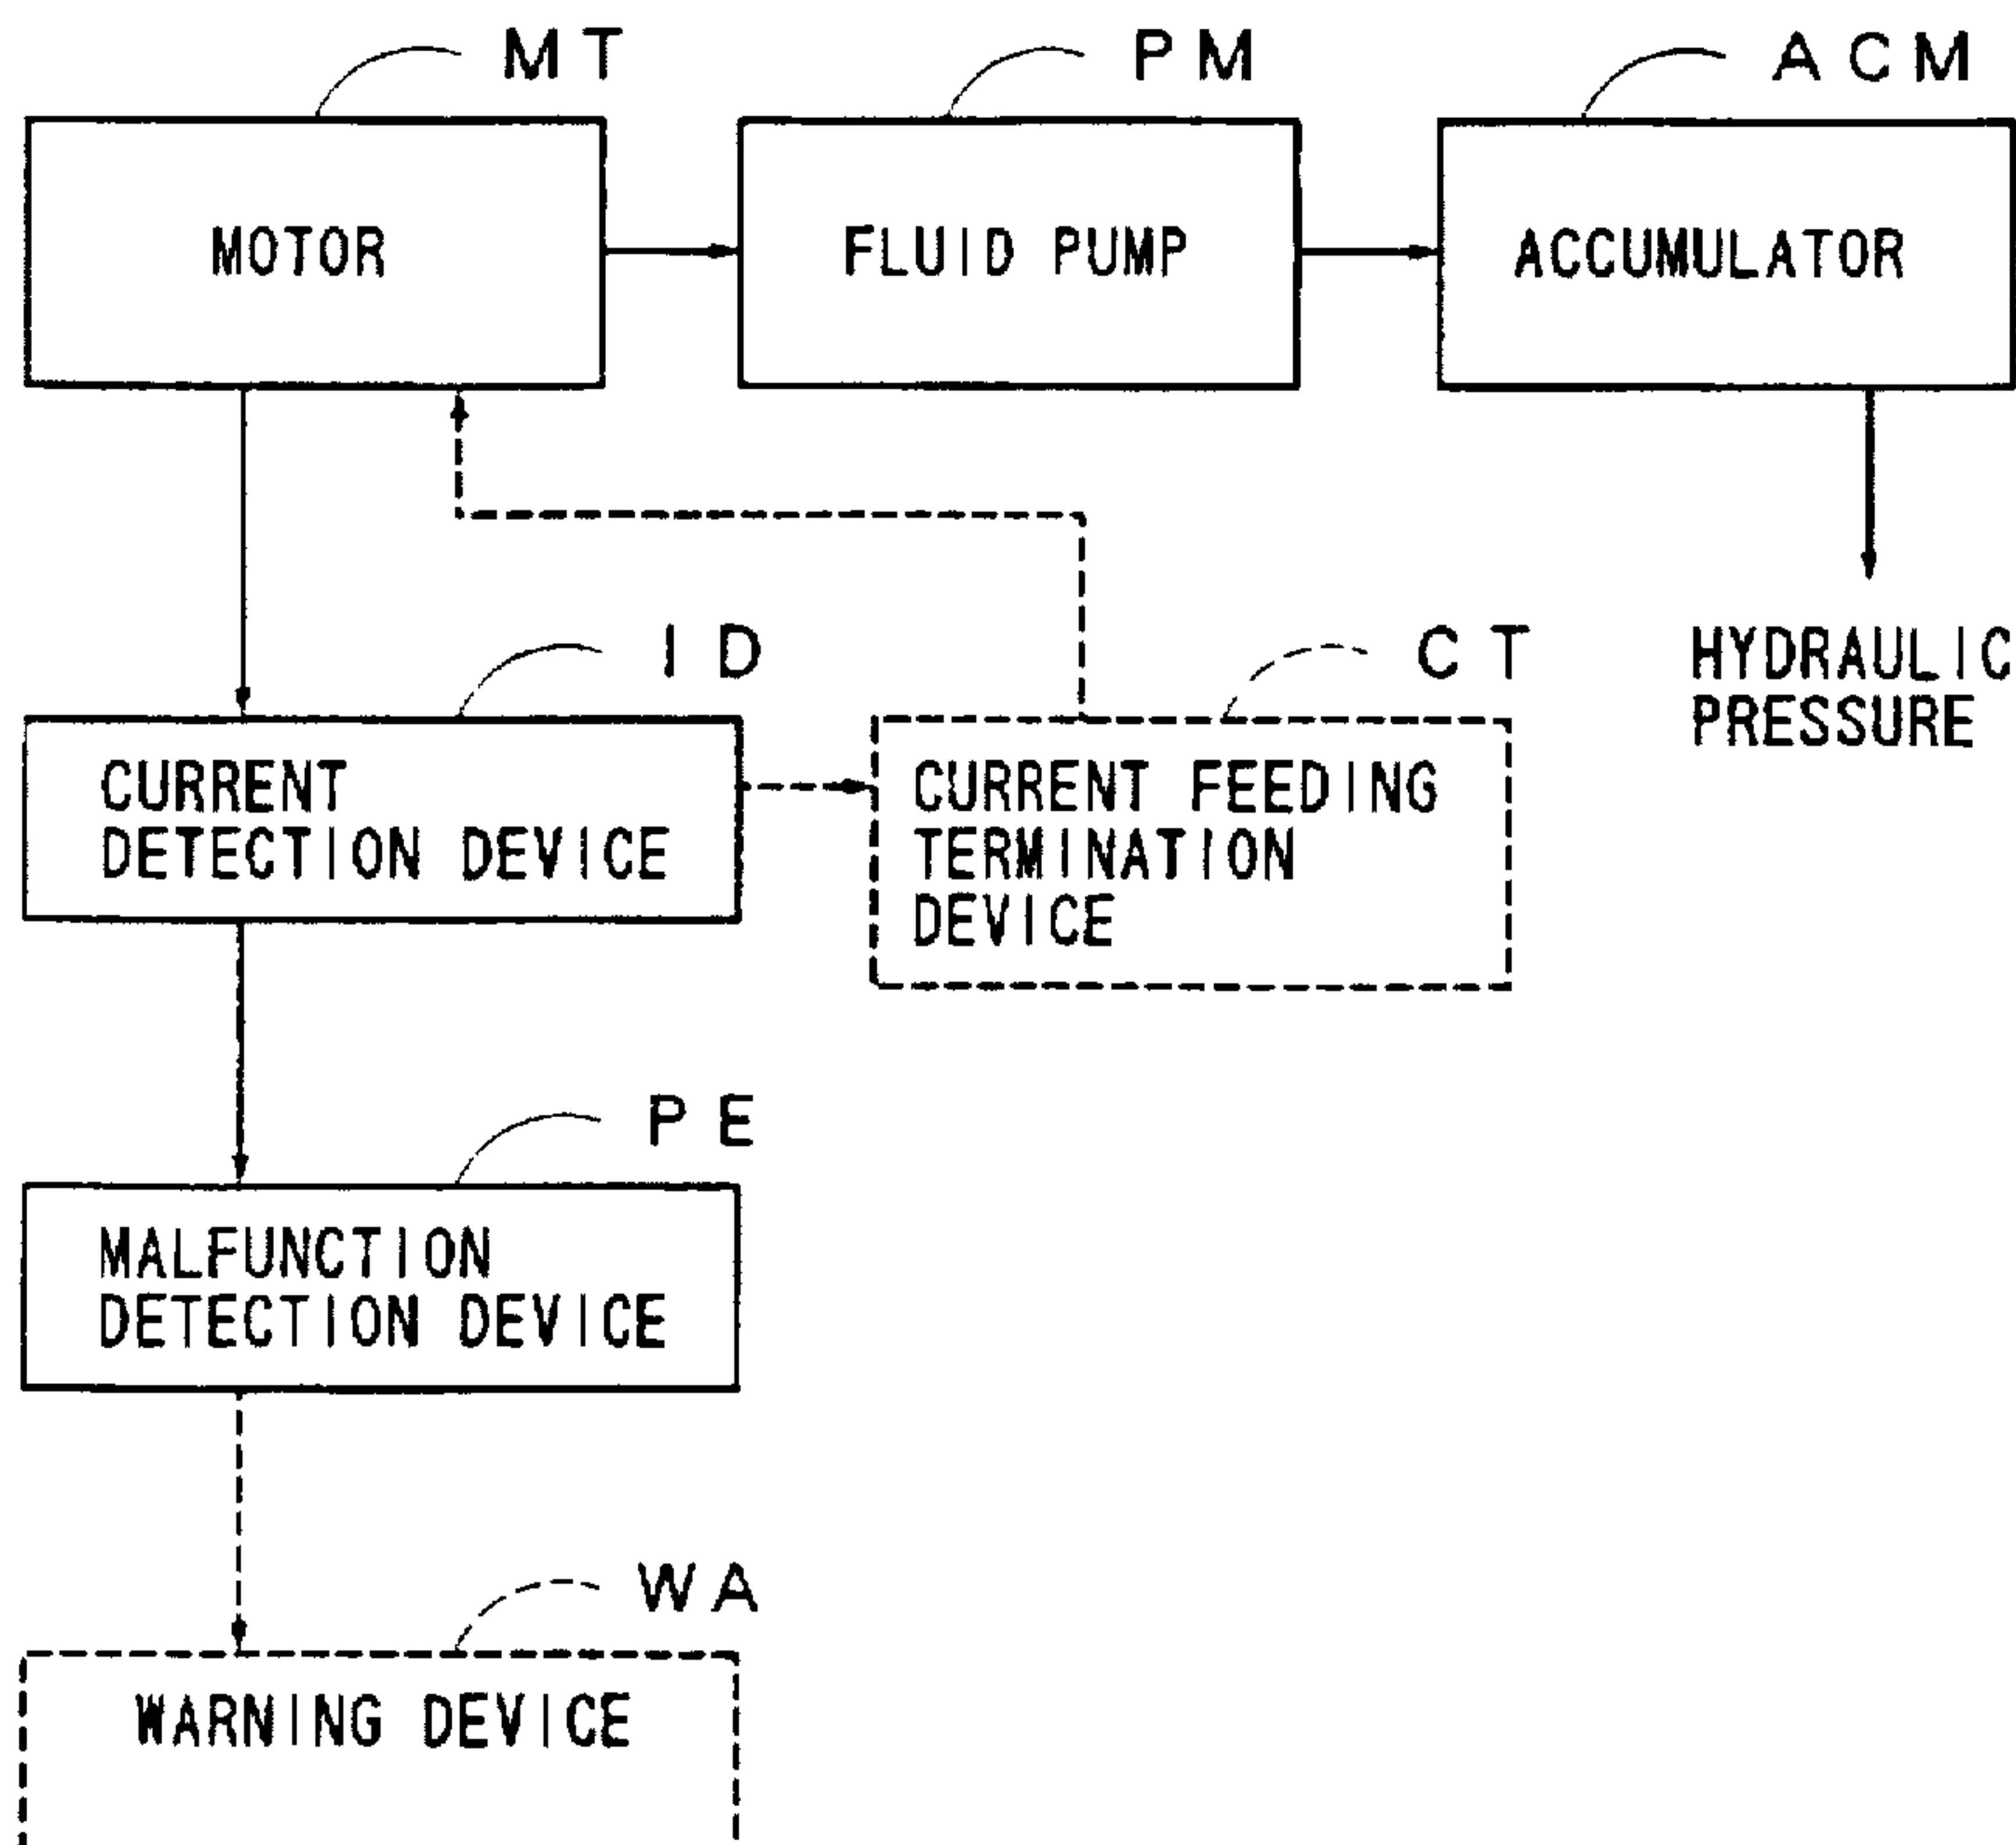 MT
PM
ACM
MOTOR
FLUID PUMP
ACCUMULATOR
ID
CT
HYDRAULIC
PRESSURE
CURRENT
DETECTION DEVICE
CURRENT FEEDING
TERMINATION
DEVICE
PE
MALFUNCTION
DETECTION DEVICE
WA
WARNING DEVICE